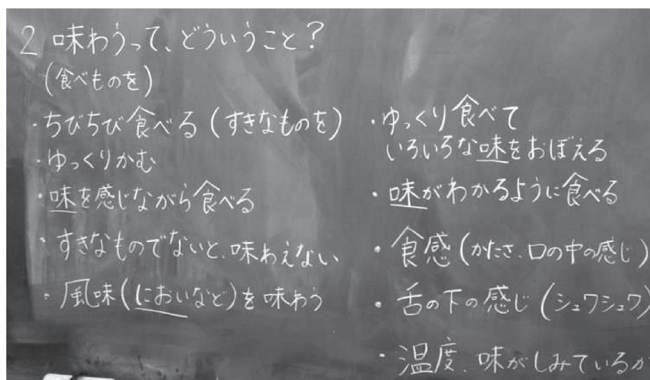 2 味わうって、どういうこと？
(食べものを)
・ちびちび食べる(すきなものを)
・ゆっくりかむ
・味を感じながら食べる
・すきなものでないと、味わえない
・風味(においなど)を味わう
・ゆっくり食べて
いろいろな味をおぼえる
・味がわかるように食べる
・食感(かたさ、口の中の感じ)
・舌の下の感じ(シュワシュワ)
・温度、味がしみているか